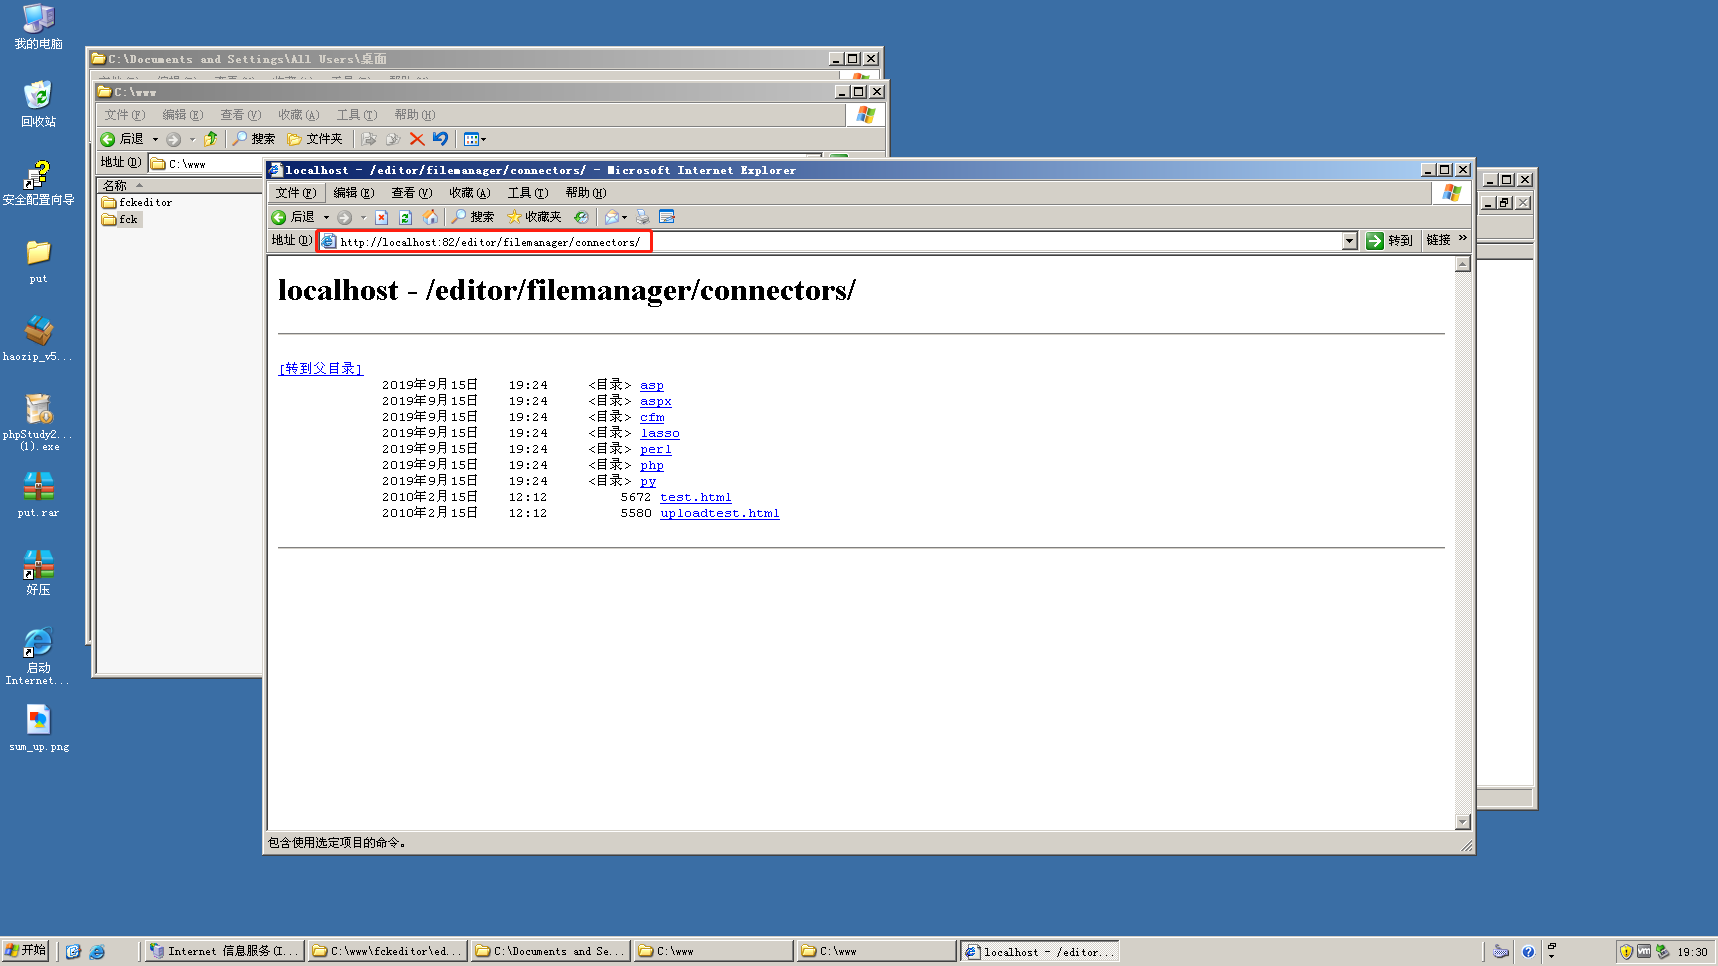 我的电脑
回收站
安全配置向导
put
haozip_v5...
phpStudy2...
(1).exe
put.rar
好压
启动
Internet...
sum_up.png
C:\Documents and Settings\All Users\桌面
C:\www
文件(F) 编辑(E) 查看(V) 收藏(A) 工具(T) 帮助(H)
后退 搜索 文件夹
地址(D) C:\www
名称
fckeditor
fck
localhost - /editor/filemanager/connectors/ - Microsoft Internet Explorer
文件(F) 编辑(E) 查看(V) 收藏(A) 工具(T) 帮助(H)
后退 搜索 收藏夹
地址(D) http://localhost:82/editor/filemanager/connectors/ 转到 链接 »
localhost - /editor/filemanager/connectors/
[转到父目录]
2019年9月15日 19:24 <目录> asp
2019年9月15日 19:24 <目录> aspx
2019年9月15日 19:24 <目录> cfm
2019年9月15日 19:24 <目录> lasso
2019年9月15日 19:24 <目录> perl
2019年9月15日 19:24 <目录> php
2019年9月15日 19:24 <目录> py
2010年2月15日 12:12 5672 test.html
2010年2月15日 12:12 5580 uploadtest.html
包含使用选定项目的命令。
开始 Internet 信息服务(I... C:\www\fckeditor\ed... C:\Documents and Se... C:\www C:\www localhost - /editor... 19:30